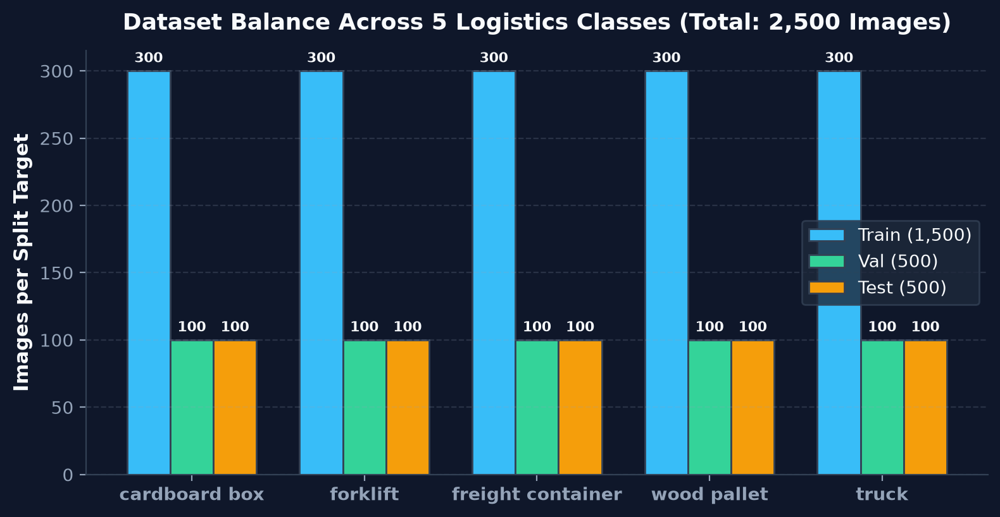 Dataset Balance Across 5 Logistics Classes (Total: 2,500 Images)
Images per Split Target
300
250
200
150
100
50
0
300
300
300
300
300
100 100
100 100
100 100
100 100
100 100
Train (1,500)
Val (500)
Test (500)
cardboard box
forklift
freight container
wood pallet
truck